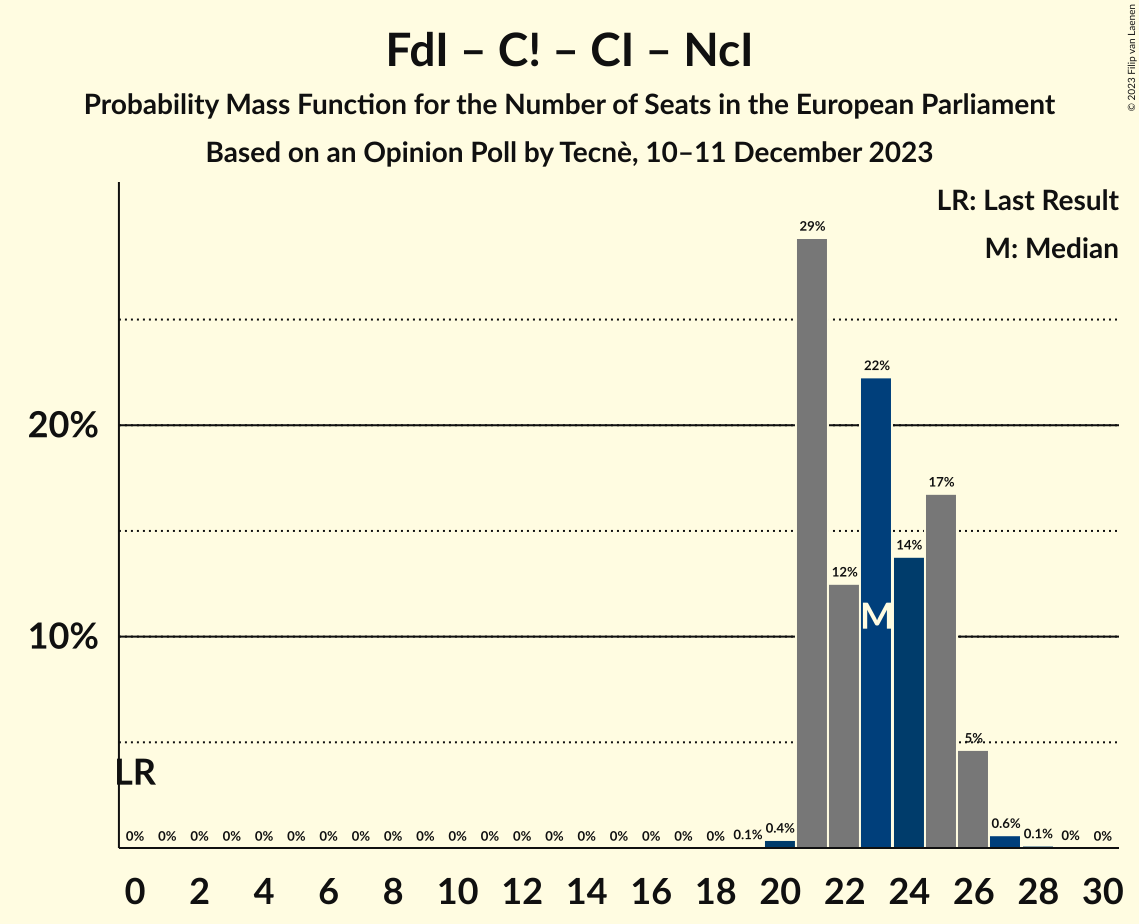 FdI – C! – CI – NcI
Probability Mass Function for the Number of Seats in the European Parliament
Based on an Opinion Poll by Tecnè, 10–11 December 2023
© 2023 Filip van Laenen
LR: Last Result
M: Median
29%
22%
20%
17%
14%
12%
M
10%
5%
LR
0% 0% 0% 0% 0% 0% 0% 0% 0% 0% 0% 0% 0% 0% 0% 0% 0% 0% 0% 0.1% 0.4% 0.6% 0.1% 0% 0%
0 2 4 6 8 10 12 14 16 18 20 22 24 26 28 30